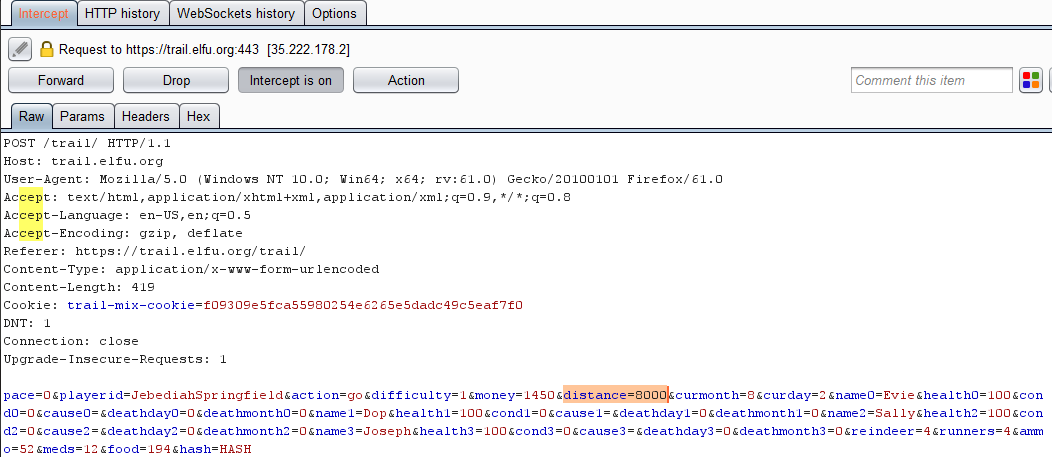 Intercept HTTP history WebSockets history Options
Request to https://trail.elfu.org:443 [35.222.178.2]
Forward Drop Intercept is on Action Comment this item
Raw Params Headers Hex
POST /trail/ HTTP/1.1
Host: trail.elfu.org
User-Agent: Mozilla/5.0 (Windows NT 10.0; Win64; x64; rv:61.0) Gecko/20100101 Firefox/61.0
Accept: text/html,application/xhtml+xml,application/xml;q=0.9,*/*;q=0.8
Accept-Language: en-US,en;q=0.5
Accept-Encoding: gzip, deflate
Referer: https://trail.elfu.org/trail/
Content-Type: application/x-www-form-urlencoded
Content-Length: 419
Cookie: trail-mix-cookie=f09309e5fca55980254e6265e5dadc49c5eaf7f0
DNT: 1
Connection: close
Upgrade-Insecure-Requests: 1
pace=0&playerid=JebediahSpringfield&action=go&difficulty=1&money=1450&distance=8000&curmonth=8&curday=2&name0=Evie&health0=100&con
d0=0&cause0=&deathday0=0&deathmonth0=0&name1=Dop&health1=100&cond1=0&cause1=&deathday1=0&deathmonth1=0&name2=Sally&health2=100&con
d2=0&cause2=&deathday2=0&deathmonth2=0&name3=Joseph&health3=100&cond3=0&cause3=&deathday3=0&deathmonth3=0&reindeer=4&runners=4&amm
o=52&meds=12&food=194&hash=HASH